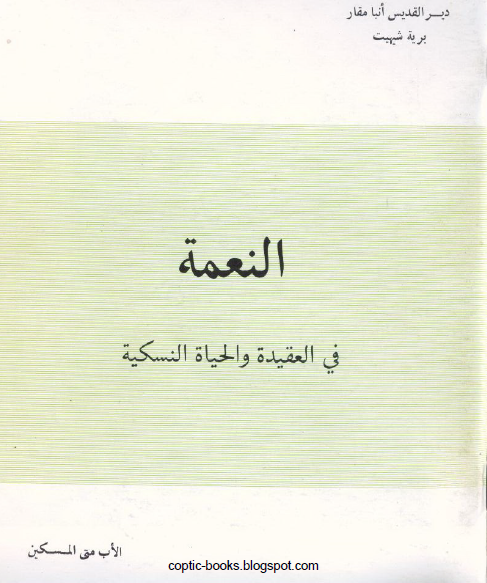 دير القديس أنبا مقار
برية شيهيت
النعمة
في العقيدة والحياة النسكية
الأب متى المسكين
coptic-books.blogspot.com